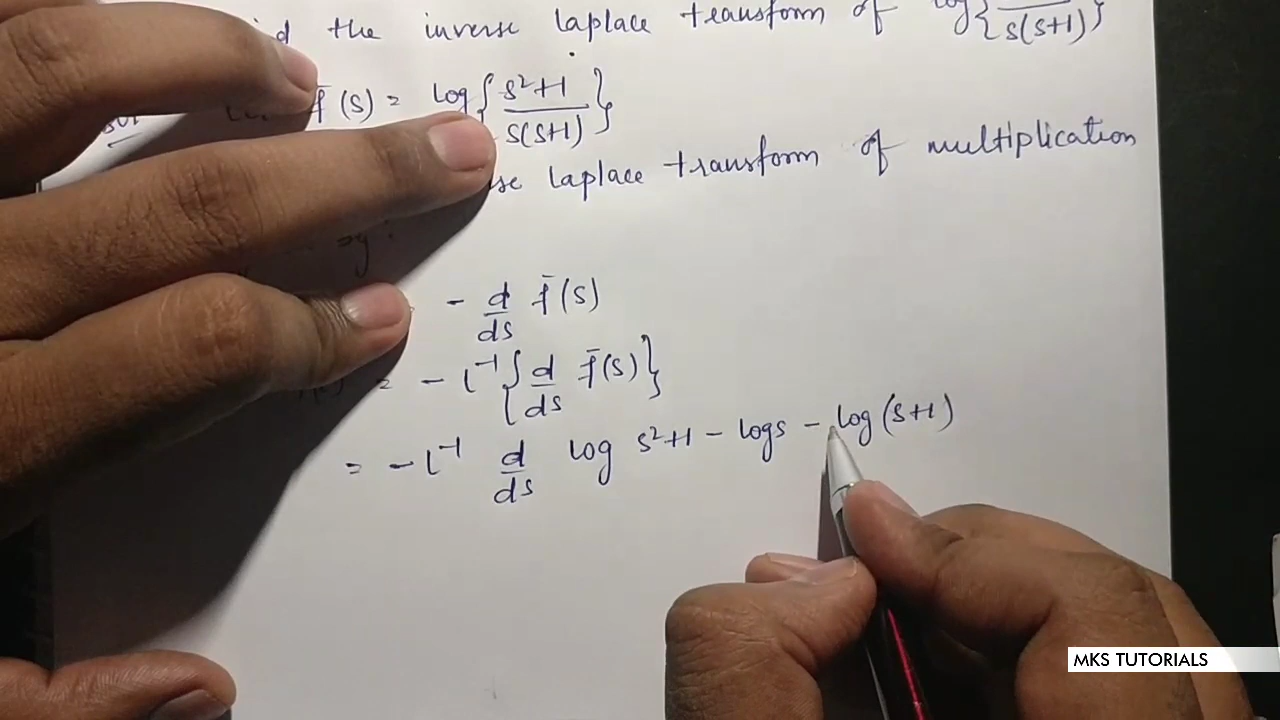 the inverse laplace transform of log{ / s(s+1)}
f̄(s) = log{ s²+1 / s(s+1) }
laplace transform of multiplication
by:
- d/ds f̄(s)
= - L⁻¹{ d/ds f̄(s) }
= - L⁻¹ d/ds log s²+1 - logs - log(s+1)
MKS TUTORIALS